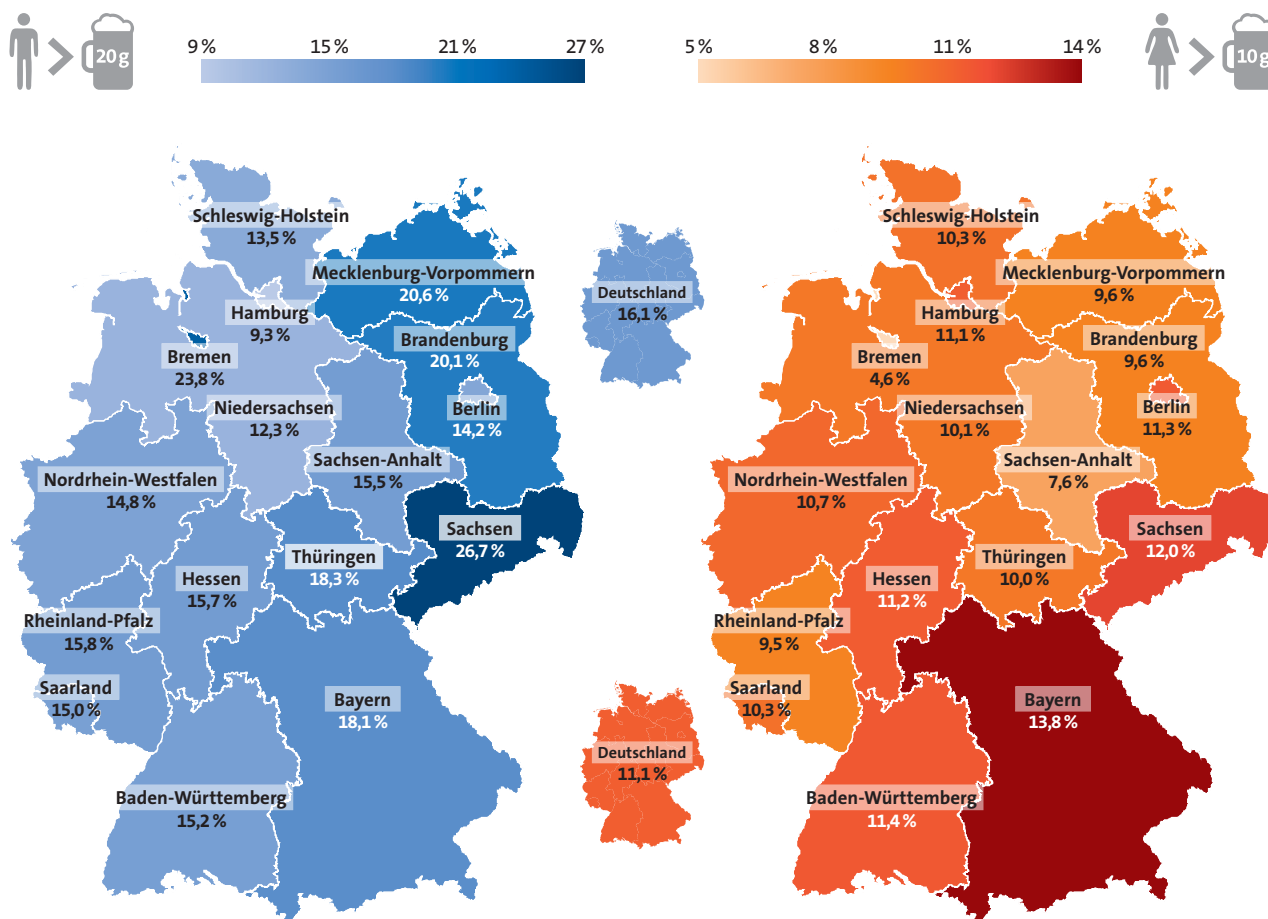 20 g
9 %
15 %
21 %
27 %
5 %
8 %
11 %
14 %
10 g
Schleswig-Holstein
13,5 %
Mecklenburg-Vorpommern
20,6 %
Hamburg
9,3 %
Bremen
23,8 %
Brandenburg
20,1 %
Berlin
14,2 %
Niedersachsen
12,3 %
Sachsen-Anhalt
15,5 %
Nordrhein-Westfalen
14,8 %
Sachsen
26,7 %
Thüringen
18,3 %
Hessen
15,7 %
Rheinland-Pfalz
15,8 %
Saarland
15,0 %
Bayern
18,1 %
Baden-Württemberg
15,2 %
Deutschland
16,1 %
Deutschland
11,1 %
Schleswig-Holstein
10,3 %
Mecklenburg-Vorpommern
9,6 %
Hamburg
11,1 %
Bremen
4,6 %
Brandenburg
9,6 %
Berlin
11,3 %
Niedersachsen
10,1 %
Sachsen-Anhalt
7,6 %
Nordrhein-Westfalen
10,7 %
Sachsen
12,0 %
Thüringen
10,0 %
Hessen
11,2 %
Rheinland-Pfalz
9,5 %
Saarland
10,3 %
Bayern
13,8 %
Baden-Württemberg
11,4 %